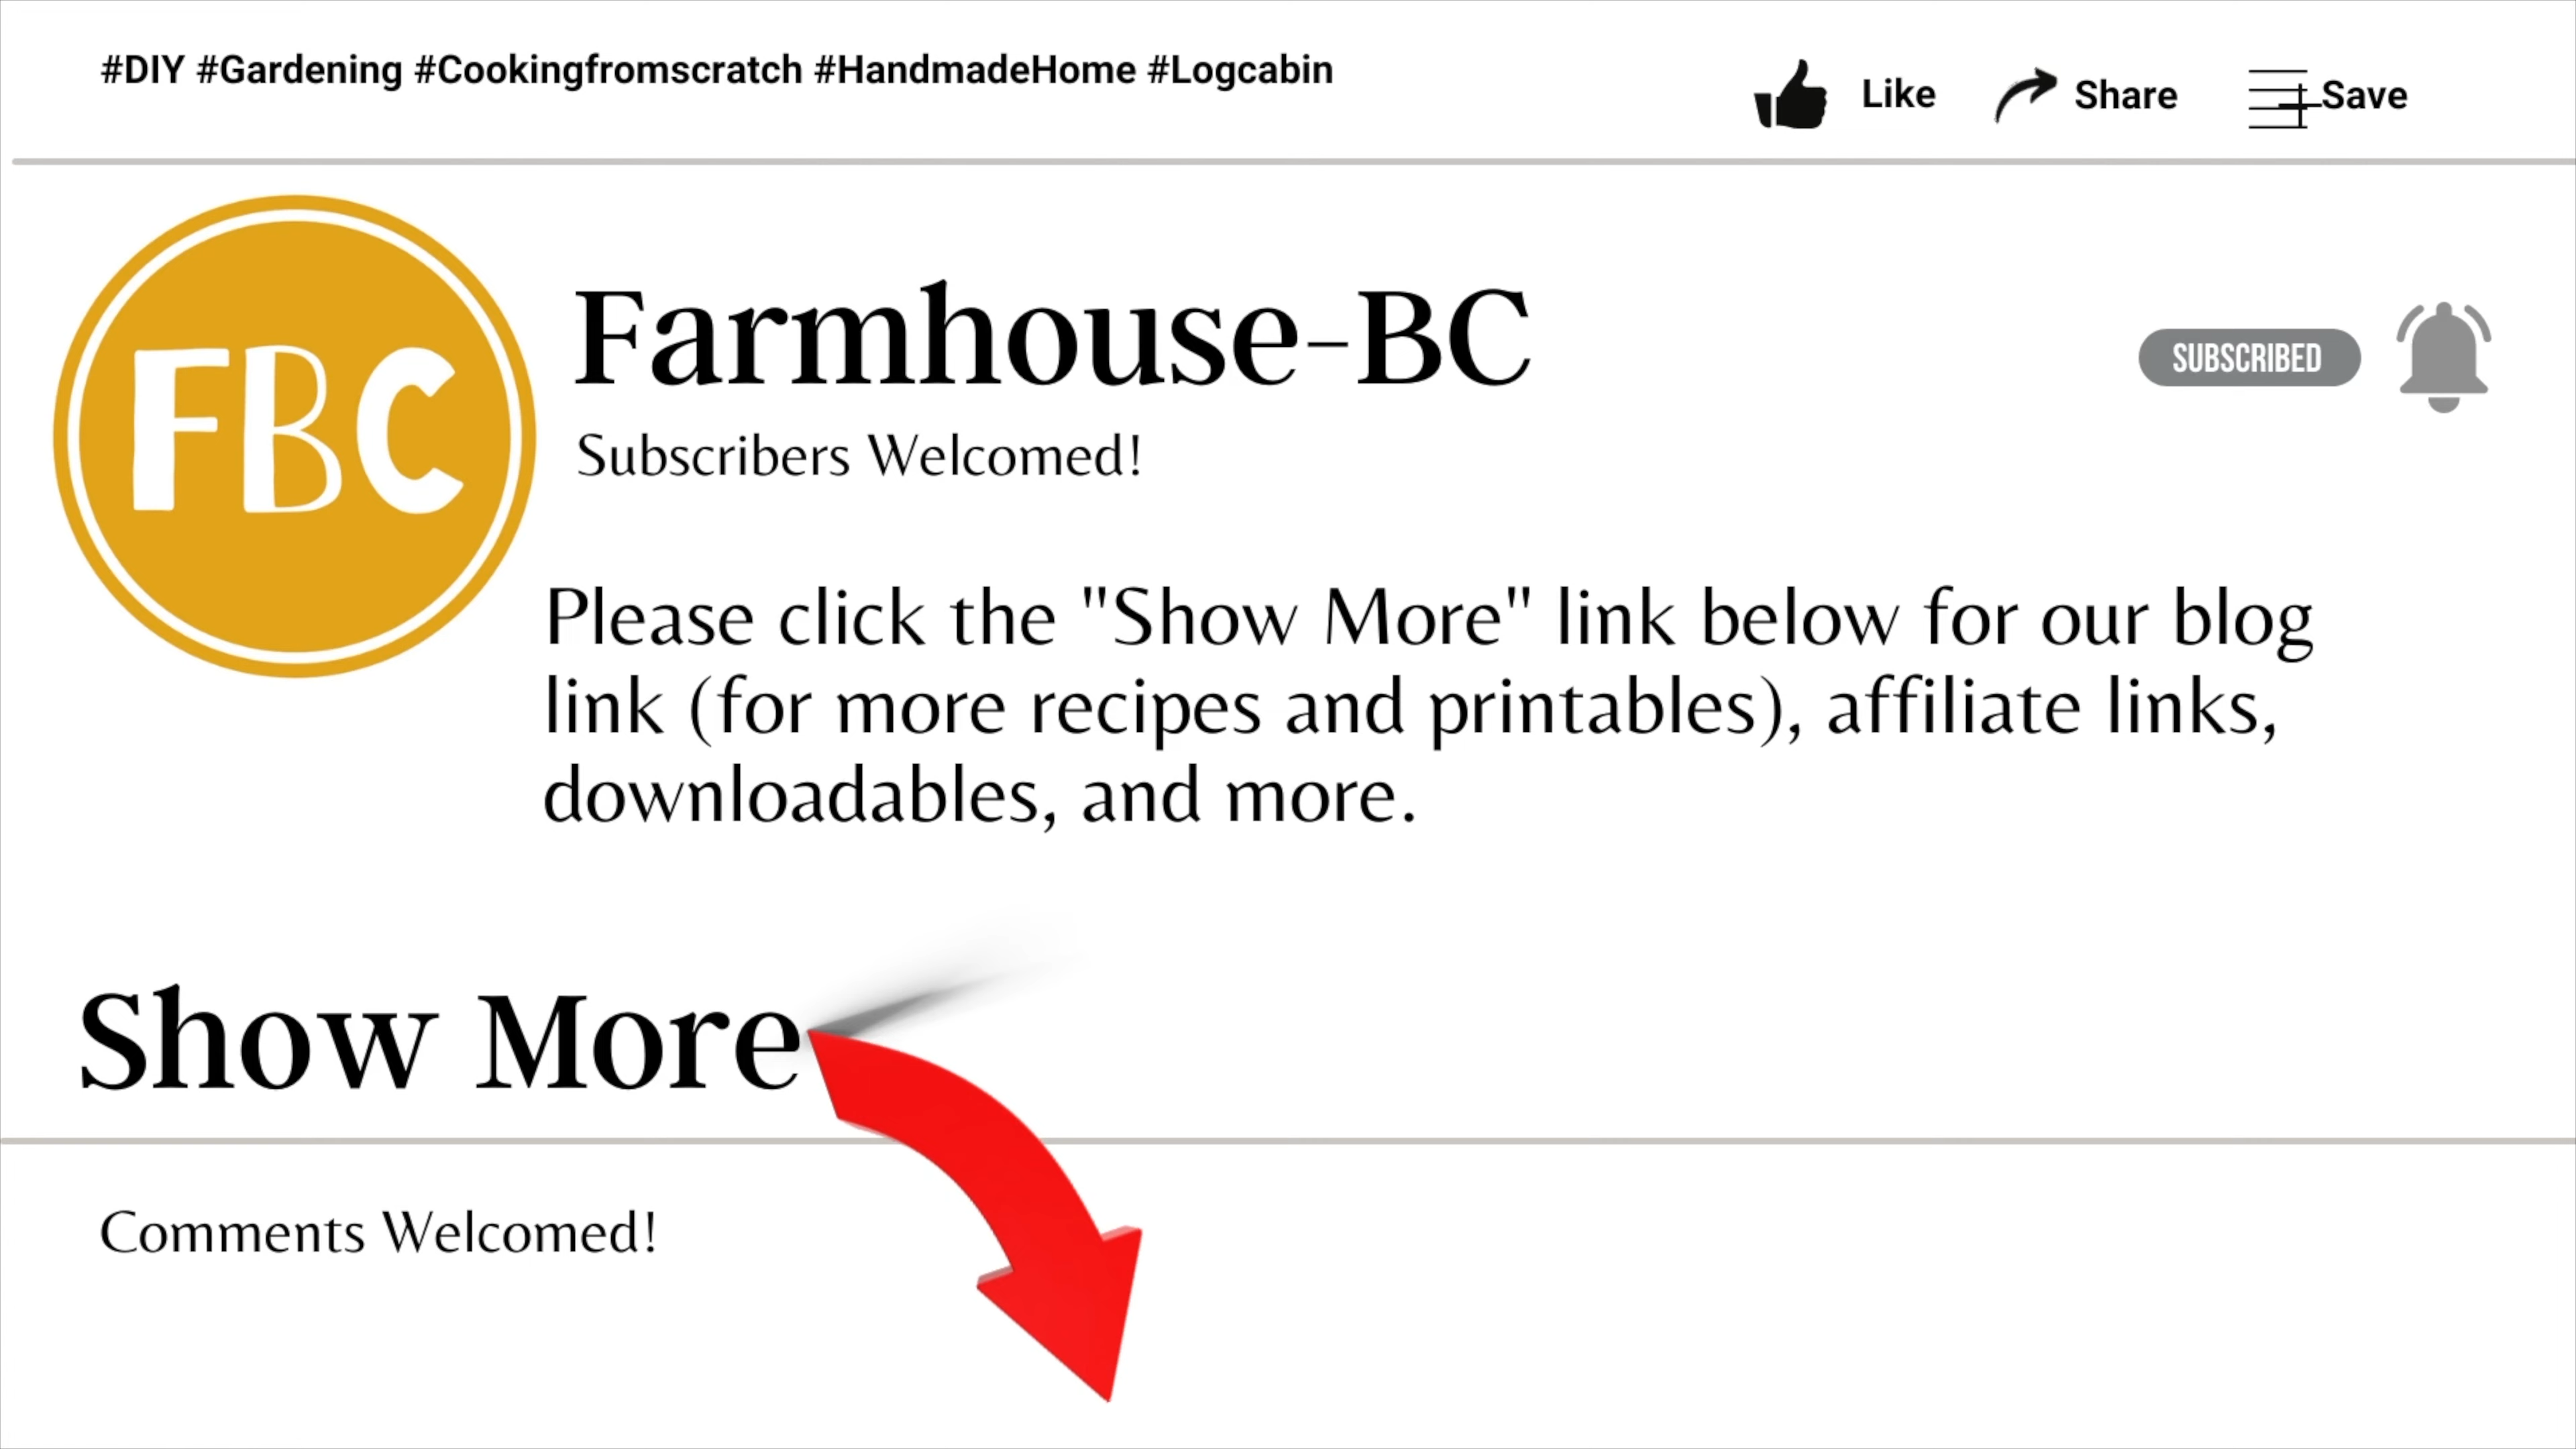 #DIY #Gardening #Cookingfromscratch #HandmadeHome #Logcabin
Like
Share
Save
FBC
Farmhouse-BC
Subscribers Welcomed!
SUBSCRIBED
Please click the "Show More" link below for our blog
link (for more recipes and printables), affiliate links,
downloadables, and more.
Show More
Comments Welcomed!